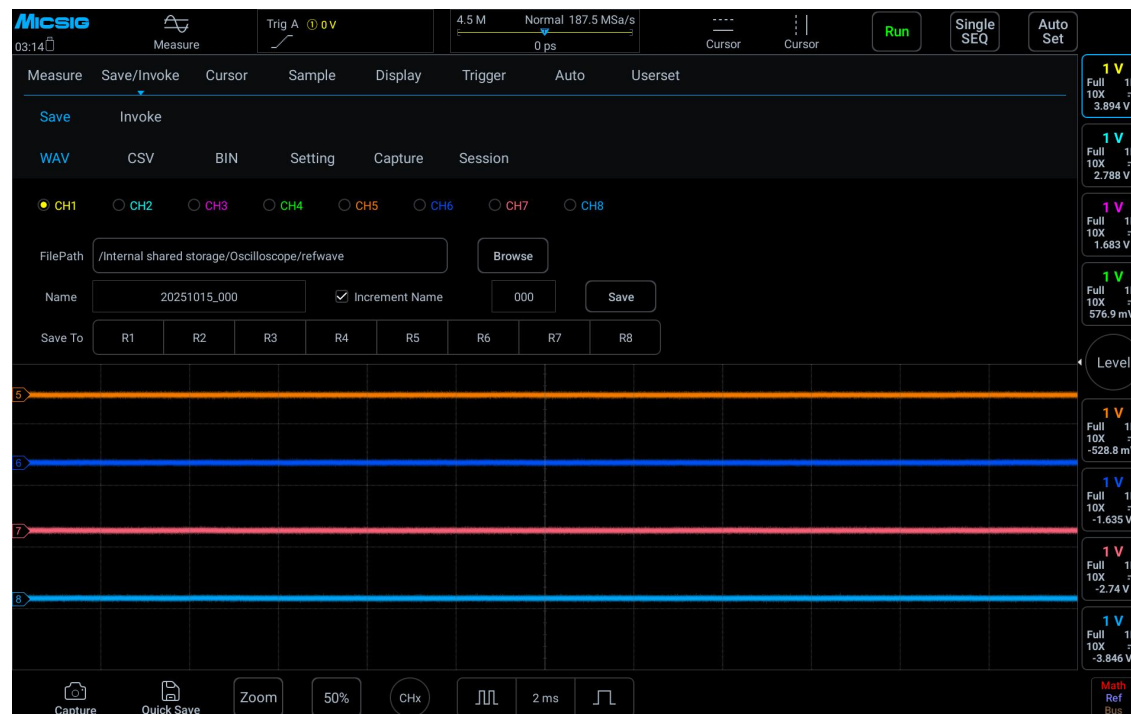 Micsig
Trig A ① 0 V
4.5 M Normal 187.5 MSa/s
Run
Single SEQ
Auto Set
03:14
Measure
0 ps
Cursor
Cursor
Measure Save/Invoke Cursor Sample Display Trigger Auto Userset
Save Invoke
WAV CSV BIN Setting Capture Session
CH1 CH2 CH3 CH4 CH5 CH6 CH7 CH8
FilePath /Internal shared storage/Oscilloscope/refwave Browse
Name 20251015_000 Increment Name 000 Save
Save To R1 R2 R3 R4 R5 R6 R7 R8
5
6
7
8
1 V
Full
10X
3.894 V
1 V
Full
10X
2.788 V
1 V
Full
10X
1.683 V
1 V
Full
10X
576.9 mV
Level
1 V
Full
10X
-528.8 m
1 V
Full
10X
-1.635 V
1 V
Full
10X
-2.74 V
1 V
Full
10X
-3.846 V
Capture
Quick Save
Zoom
50%
CHx
2 ms
Math
Ref
Bus